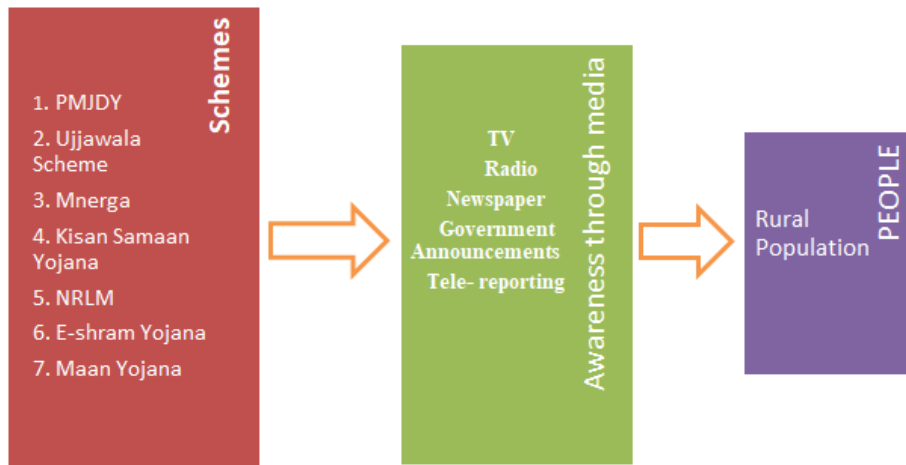 Schemes
1. PMJDY
2. Ujjawala
Scheme
3. Mnerga
4. Kisan Samaan
Yojana
5. NRLM
6. E-shram Yojana
7. Maan Yojana
Awareness through media
TV
Radio
Newspaper
Government
Announcements
Tele- reporting
PEOPLE
Rural
Population